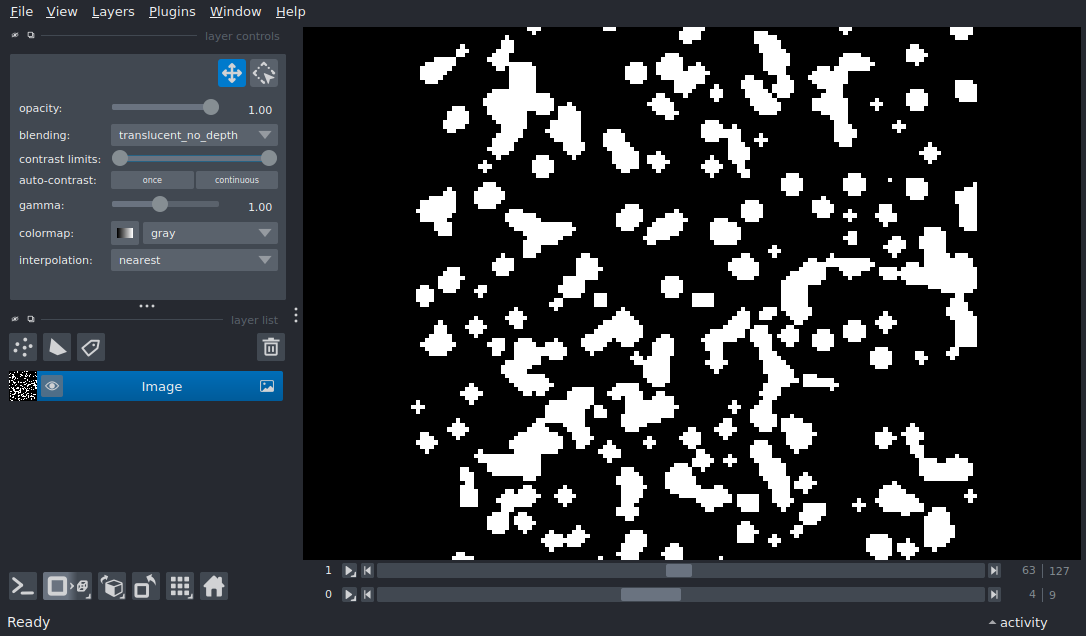 File View Layers Plugins Window Help
layer controls
opacity: 1.00
blending: translucent_no_depth
contrast limits:
auto-contrast: once continuous
gamma: 1.00
colormap: gray
interpolation: nearest
layer list
Image
1 63 127
0 4 9
Ready activity